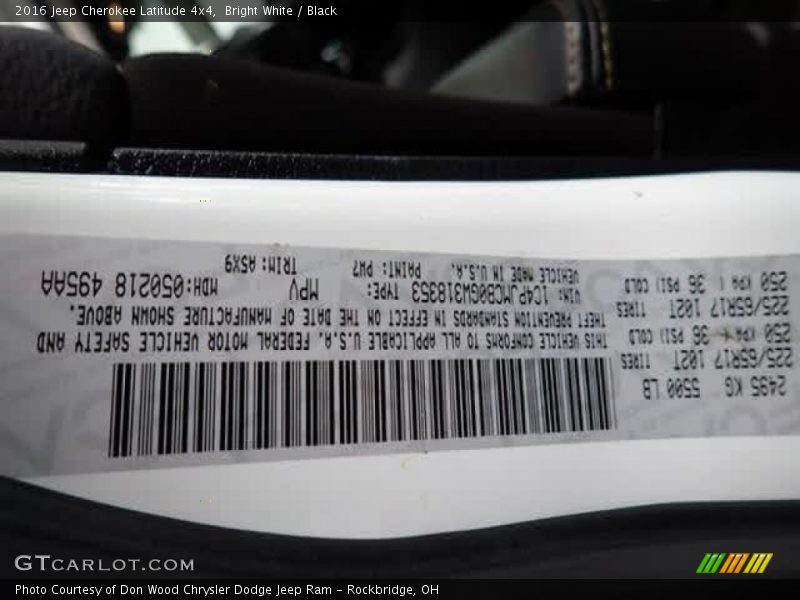 2016 Jeep Cherokee Latitude 4x4, Bright White / Black
2495 KG 5500 LB
225/65R17 102T TIRES
250 KPA 36 PSI) COLD
225/65R17 102T TIRES
250 KPA ( 36 PSI) COLD
THIS VEHICLE CONFORMS TO ALL APPLICABLE U.S.A. FEDERAL MOTOR VEHICLE SAFETY AND
THEFT PREVENTION STANDARDS IN EFFECT ON THE DATE OF MANUFACTURE SHOWN ABOVE.
VIN: 1C4PJMCB0GW318353 TYPE: MPV MDH:050218 495AA
VEHICLE MADE IN U.S.A. PAINT: PW7 TRIM: A5X9
GTCARLOT.COM
Photo Courtesy of Don Wood Chrysler Dodge Jeep Ram - Rockbridge, OH